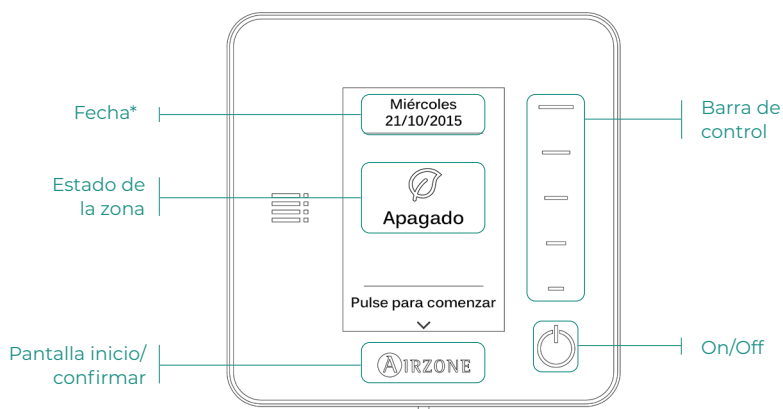 Fecha*
Estado de
la zona
Pantalla inicio/
confirmar
Miércoles
21/10/2015
Apagado
Pulse para comenzar
AIRZONE
Barra de
control
On/Off